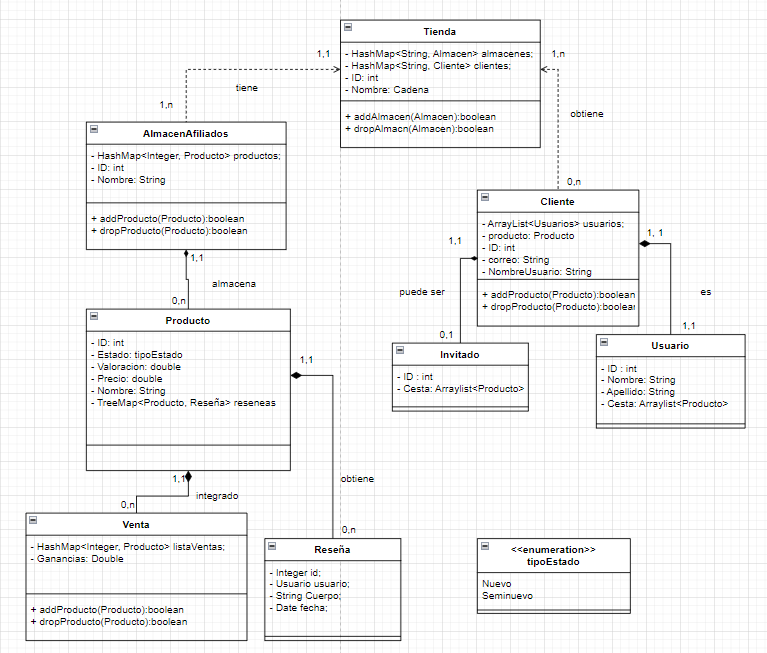 Tienda
- HashMap<String, Almacen> almacenes;
- HashMap<String, Cliente> clientes;
- ID: int
- Nombre: Cadena
+ addAlmacen(Almacen):boolean
+ dropAlmacn(Almacen):boolean
1,1
1,n
tiene
obtiene
1,n
0,n
AlmacenAfiliados
- HashMap<Integer, Producto> productos;
- ID: int
- Nombre: String
+ addProducto(Producto):boolean
+ dropProducto(Producto):boolean
Cliente
- ArrayList<Usuarios> usuarios;
- producto: Producto
- ID: int
- correo: String
- NombreUsuario: String
+ addProducto(Producto):boolean
+ dropProducto(Producto):boolear
1,1
1, 1
1,1
almacena
puede ser
es
0,n
0,1
1,1
Producto
- ID: int
- Estado: tipoEstado
- Valoracion: double
- Precio: double
- Nombre: String
- TreeMap<Producto, Reseña> reseneas
Invitado
- ID : int
- Cesta: Arraylist<Producto>
Usuario
- ID : int
- Nombre: String
- Apellido: String
- Cesta: Arraylist<Producto>
1,1
1,1
obtiene
integrado
0,n
0,n
Venta
- HashMap<Integer, Producto> listaVentas;
- Ganancias: Double
+ addProducto(Producto):boolean
+ dropProducto(Producto):boolean
Reseña
- Integer id;
- Usuario usuario;
- String Cuerpo;
- Date fecha;
<<enumeration>>
tipoEstado
Nuevo
Seminuevo